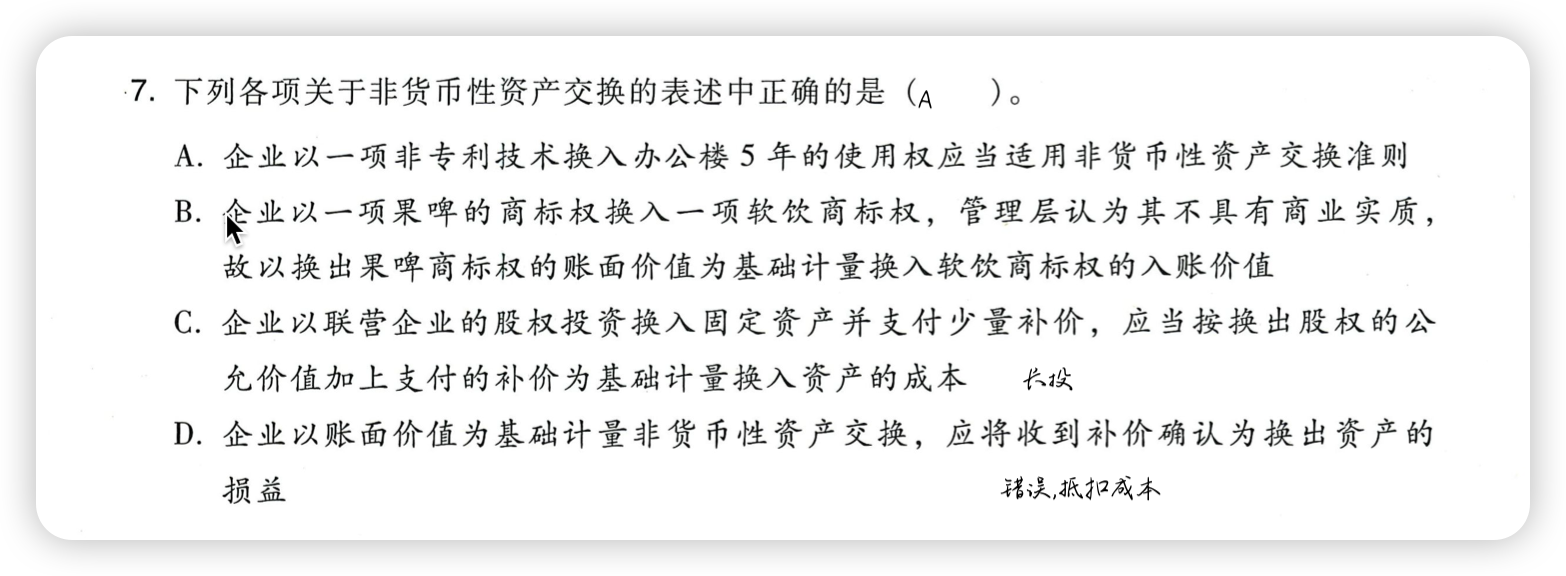 7. 下列各项关于非货币性资产交换的表述中正确的是（A　　）。
A. 企业以一项非专利技术换入办公楼 5 年的使用权应当适用非货币性资产交换准则
B. 企业以一项果啤的商标权换入一项软饮商标权，管理层认为其不具有商业实质，
故以换出果啤商标权的账面价值为基础计量换入软饮商标权的入账价值
C. 企业以联营企业的股权投资换入固定资产并支付少量补价，应当按换出股权的公
允价值加上支付的补价为基础计量换入资产的成本 长投
D. 企业以账面价值为基础计量非货币性资产交换，应将收到补价确认为换出资产的
损益 错误,抵扣成本